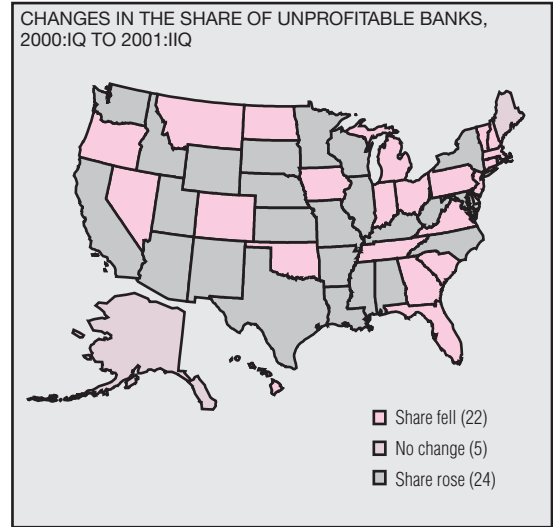 CHANGES IN THE SHARE OF UNPROFITABLE BANKS,
2000:IQ TO 2001:IIQ
Share fell (22)
No change (5)
Share rose (24)